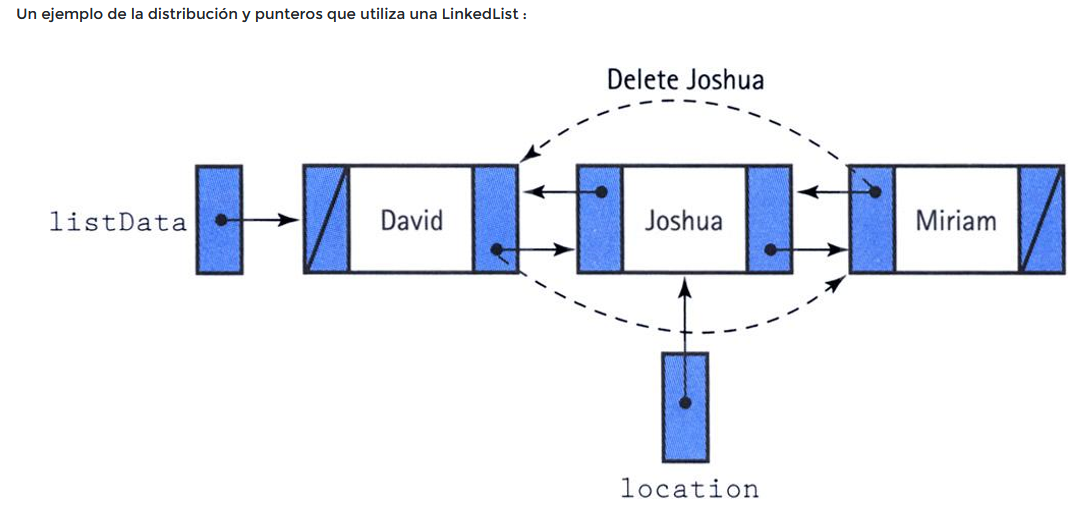 Un ejemplo de la distribución y punteros que utiliza una LinkedList :
Delete Joshua
listData
David
Joshua
Miriam
location